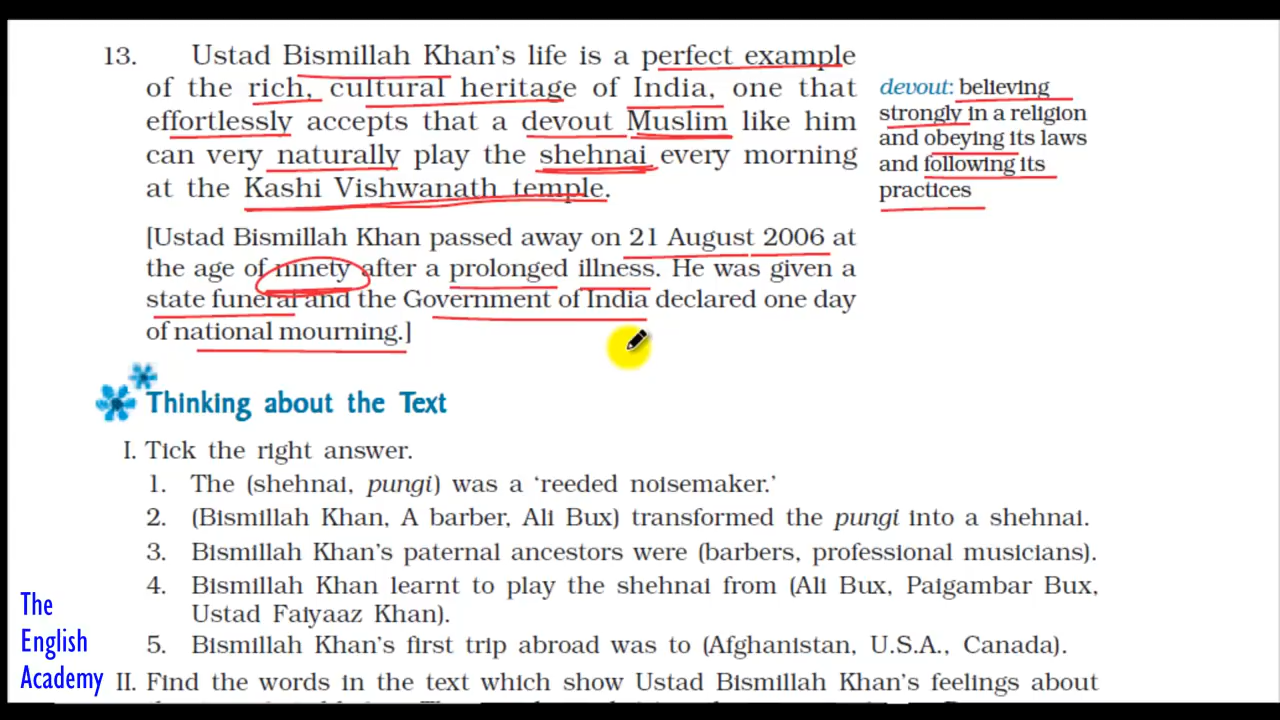 13. Ustad Bismillah Khan's life is a perfect example
of the rich, cultural heritage of India, one that
effortlessly accepts that a devout Muslim like him
can very naturally play the shehnai every morning
at the Kashi Vishwanath temple.
devout: believing
strongly in a religion
and obeying its laws
and following its
practices
[Ustad Bismillah Khan passed away on 21 August 2006 at
the age of ninety after a prolonged illness. He was given a
state funeral and the Government of India declared one day
of national mourning.]
Thinking about the Text
I. Tick the right answer.
1. The (shehnai, pungi) was a ‘reeded noisemaker.’
2. (Bismillah Khan, A barber, Ali Bux) transformed the pungi into a shehnai.
3. Bismillah Khan's paternal ancestors were (barbers, professional musicians).
4. Bismillah Khan learnt to play the shehnai from (Ali Bux, Paigambar Bux,
Ustad Faiyaaz Khan).
5. Bismillah Khan's first trip abroad was to (Afghanistan, U.S.A., Canada).
II. Find the words in the text which show Ustad Bismillah Khan's feelings about
The
English
Academy